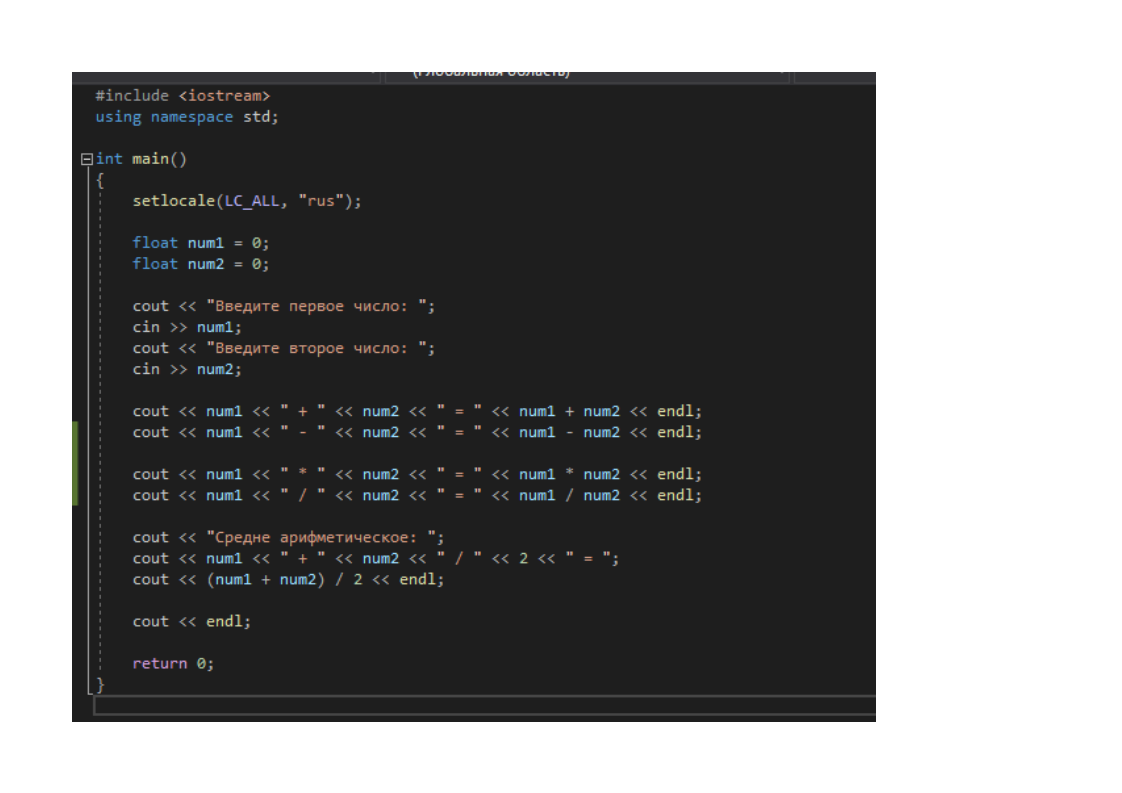 (Глобальная область)
#include <iostream>
using namespace std;
int main()
{
setlocale(LC_ALL, "rus");
float num1 = 0;
float num2 = 0;
cout << "Введите первое число: ";
cin >> num1;
cout << "Введите второе число: ";
cin >> num2;
cout << num1 << " + " << num2 << " = " << num1 + num2 << endl;
cout << num1 << " - " << num2 << " = " << num1 - num2 << endl;
cout << num1 << " * " << num2 << " = " << num1 * num2 << endl;
cout << num1 << " / " << num2 << " = " << num1 / num2 << endl;
cout << "Средне арифметическое: ";
cout << num1 << " + " << num2 << " / " << 2 << " = ";
cout << (num1 + num2) / 2 << endl;
cout << endl;
return 0;
}